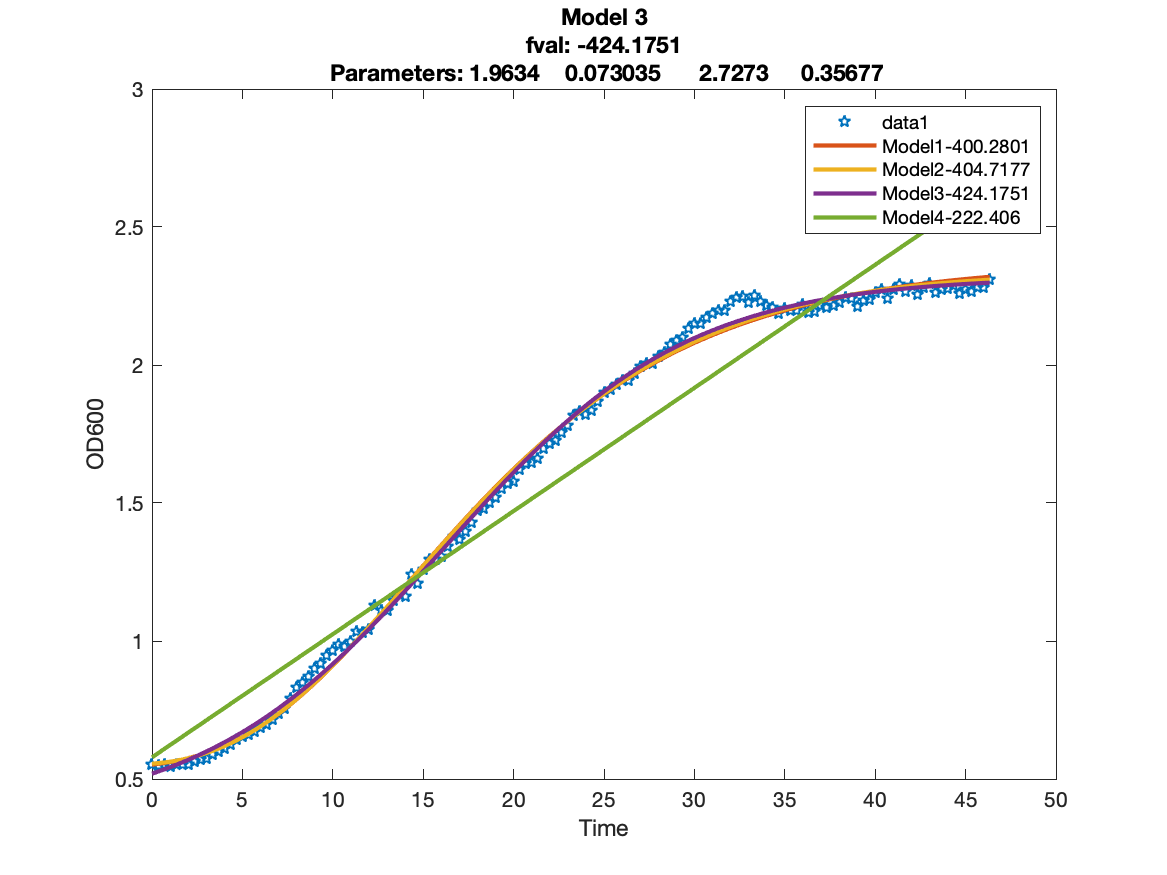 Model 3
fval: -424.1751
Parameters: 1.9634 0.073035 2.7273 0.35677
3
2.5
2
1.5
1
0.5
OD600
data1
Model1-400.2801
Model2-404.7177
Model3-424.1751
Model4-222.406
0 5 10 15 20 25 30 35 40 45 50
Time